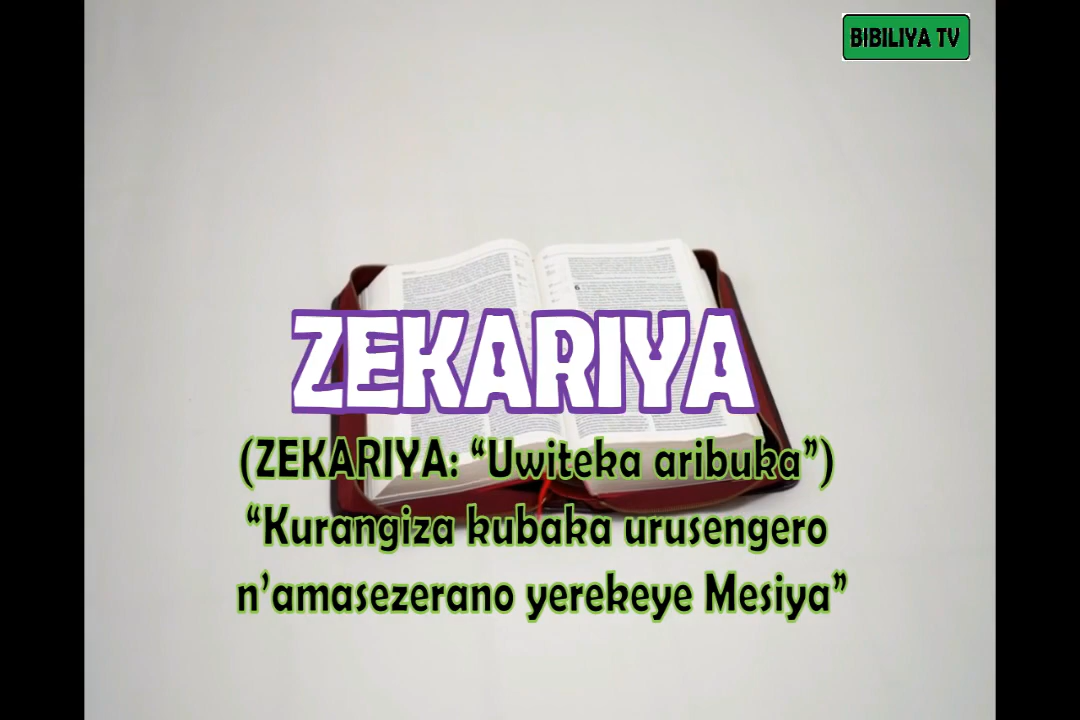 BIBILIYA TV
ZEKARIYA
(ZEKARIYA: “Uwiteka aribuka”)
“Kurangiza kubaka urusengero
n’amasezerano yerekeye Mesiya”